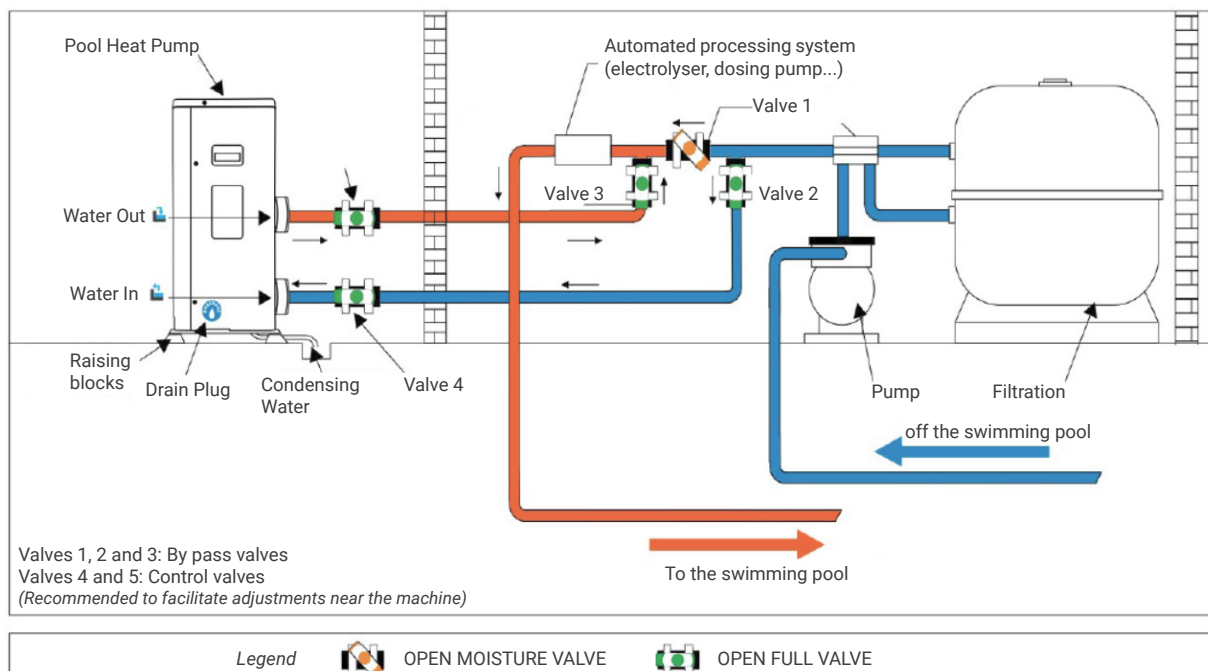 Pool Heat Pump
Automated processing system
(electrolyser, dosing pump...)
Valve 1
Valve 3
Valve 2
Water Out
Water In
Raising
blocks
Drain Plug
Condensing
Water
Valve 4
Pump
Filtration
off the swimming pool
To the swimming pool
Valves 1, 2 and 3: By pass valves
Valves 4 and 5: Control valves
(Recommended to facilitate adjustments near the machine)
Legend
OPEN MOISTURE VALVE
OPEN FULL VALVE